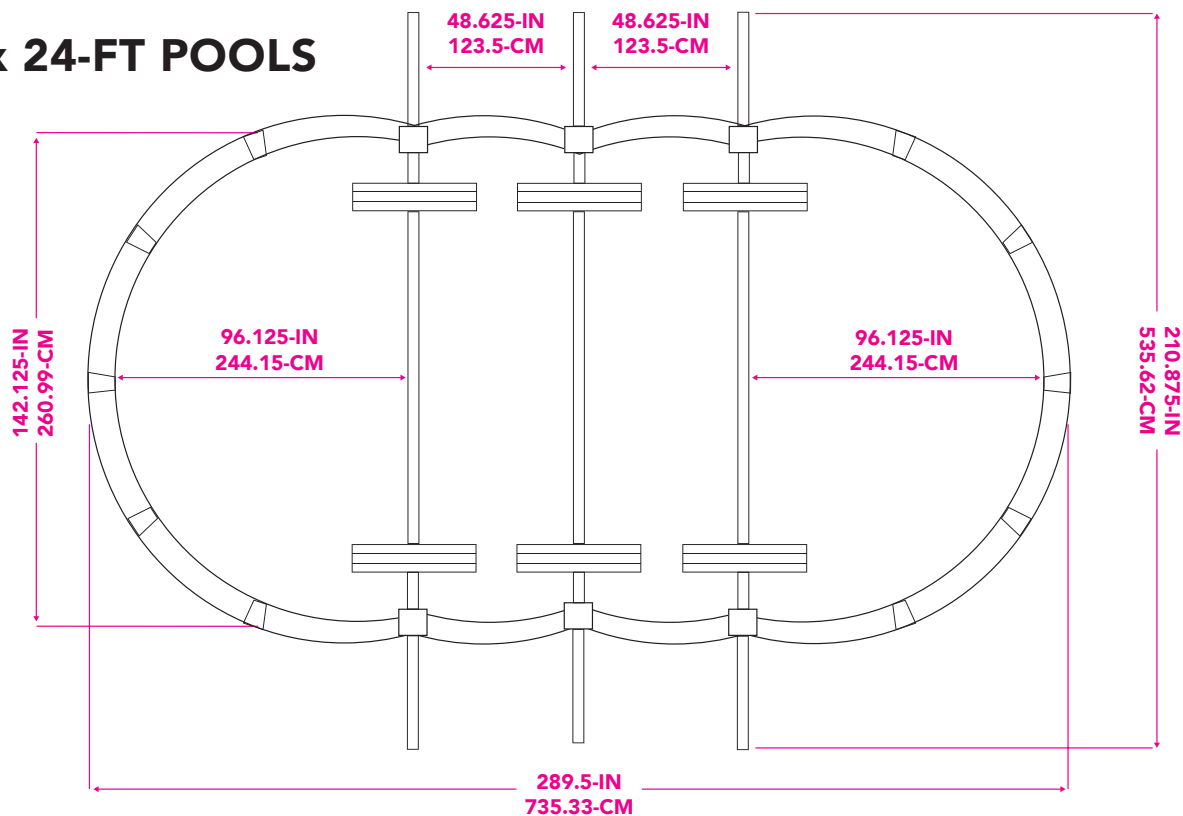 x 24-FT POOLS
48.625-IN
123.5-CM
48.625-IN
123.5-CM
142.125-IN
260.99-CM
96.125-IN
244.15-CM
96.125-IN
244.15-CM
210.875-IN
535.62-CM
289.5-IN
735.33-CM